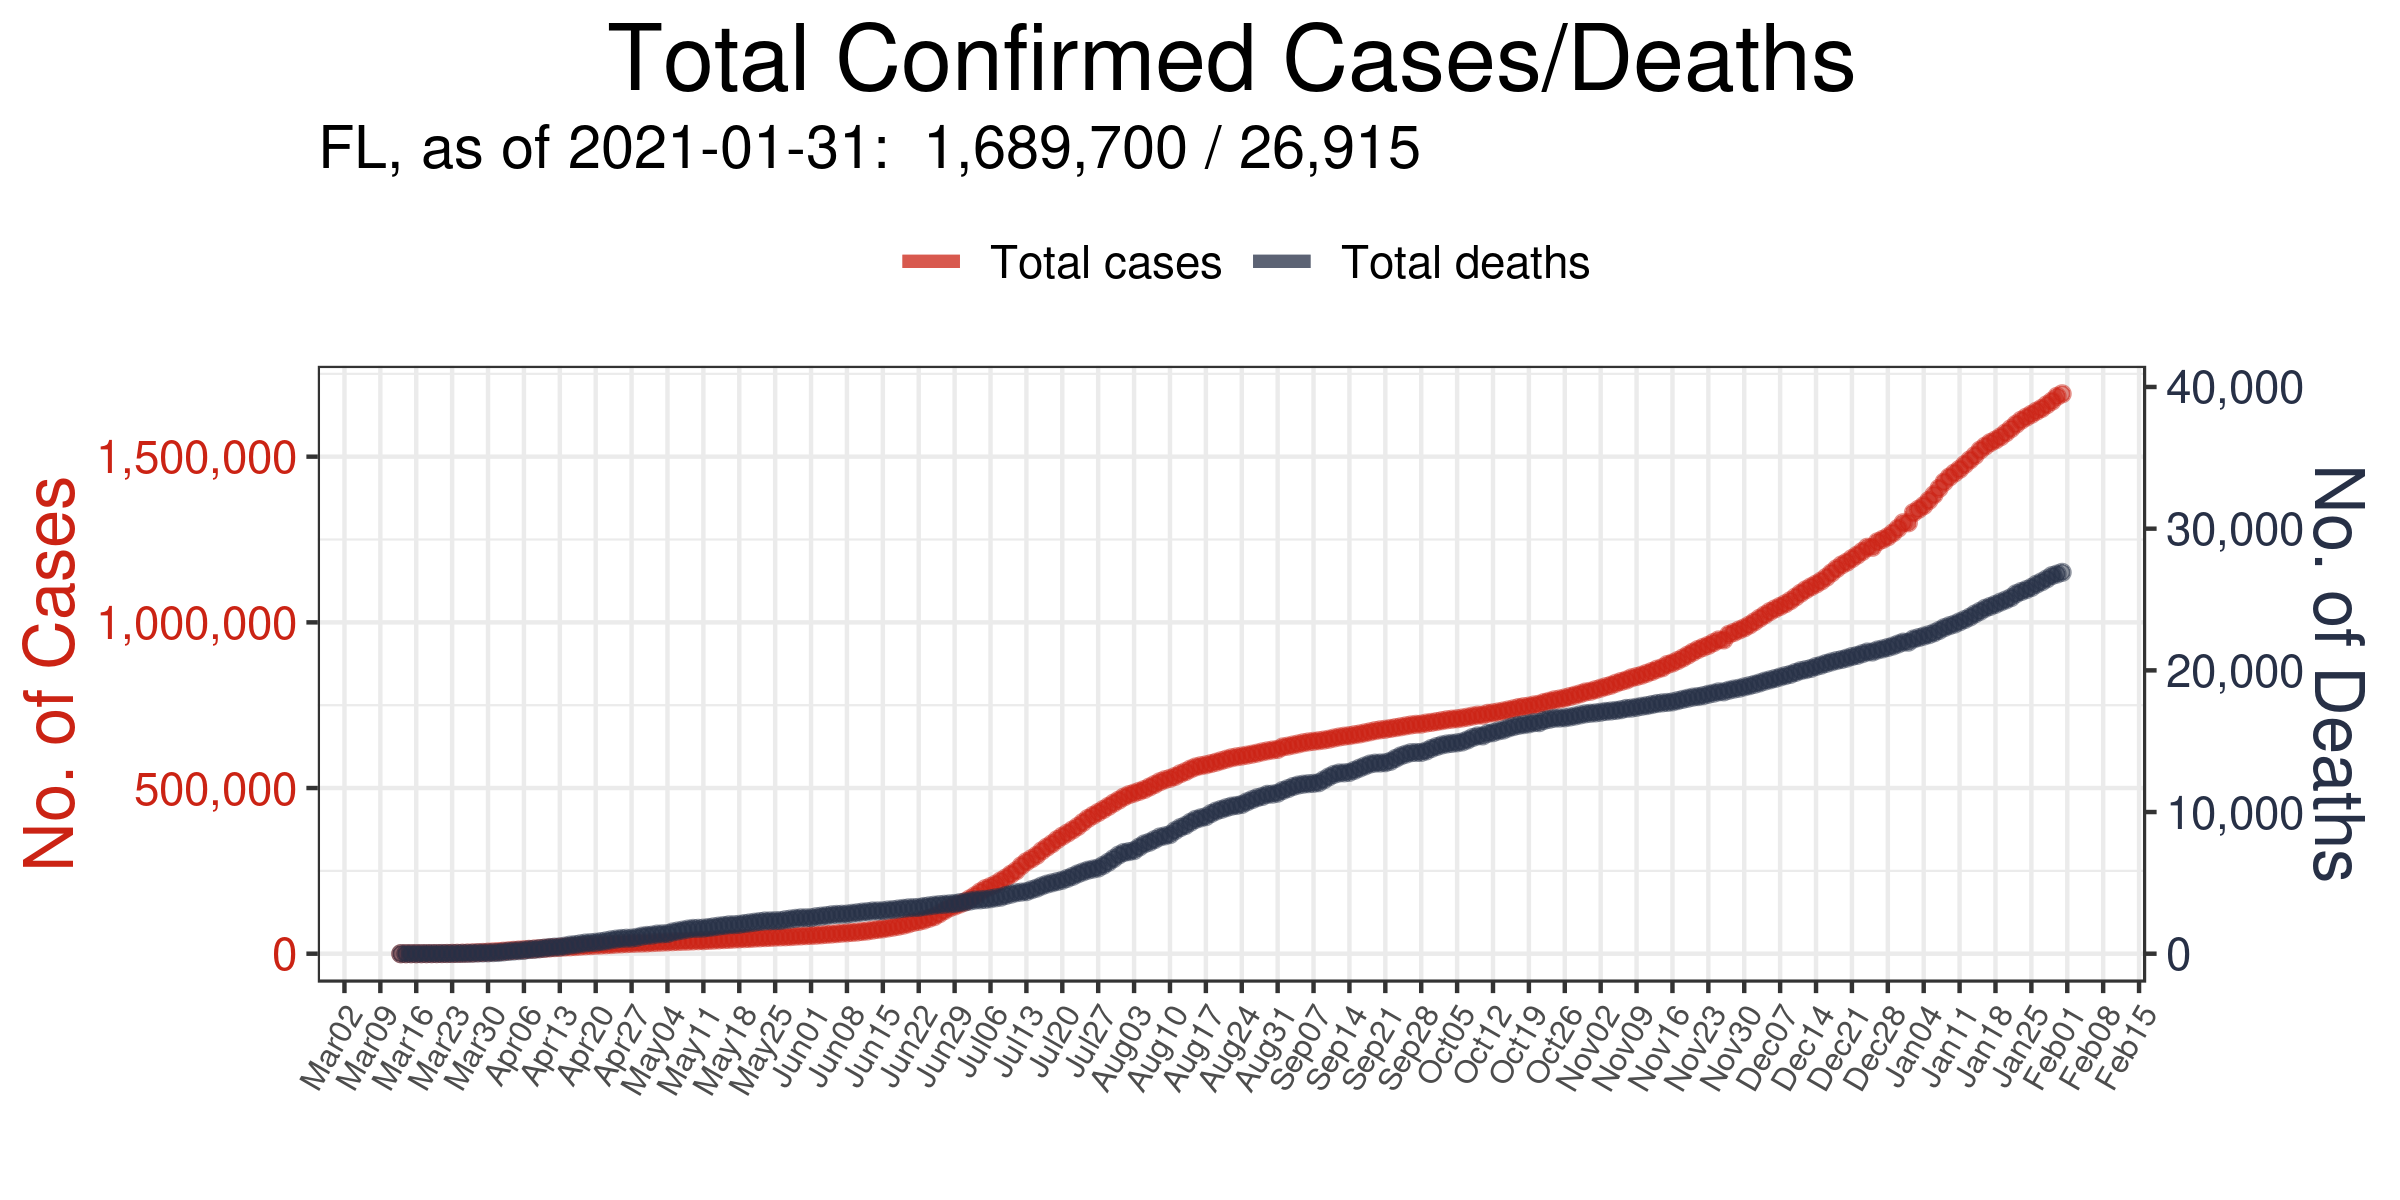 Total Confirmed Cases/Deaths
FL, as of 2021-01-31:  1,689,700 / 26,915
Total cases
Total deaths
No. of Cases
1,500,000
1,000,000
500,000
0
40,000
30,000
20,000
10,000
0
No. of Deaths
Mar02
Mar09
Mar16
Mar23
Mar30
Apr06
Apr13
Apr20
Apr27
May04
May11
May18
May25
Jun01
Jun08
Jun15
Jun22
Jun29
Jul06
Jul13
Jul20
Jul27
Aug03
Aug10
Aug17
Aug24
Aug31
Sep07
Sep14
Sep21
Sep28
Oct05
Oct12
Oct19
Oct26
Nov02
Nov09
Nov16
Nov23
Nov30
Dec07
Dec14
Dec21
Dec28
Jan04
Jan11
Jan18
Jan25
Feb01
Feb08
Feb15